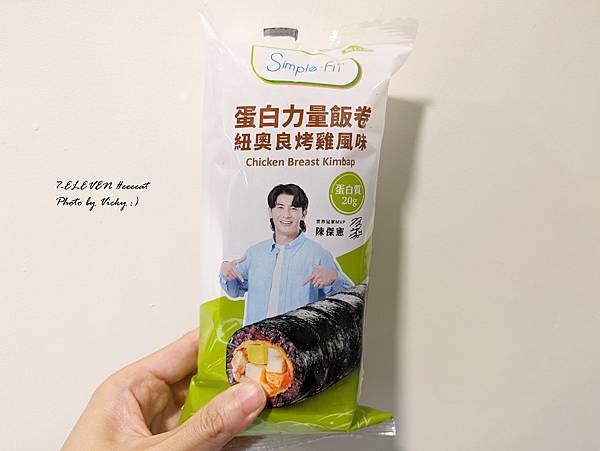 Simple Fit
蛋白力量飯卷
紐奧良烤雞風味
Chicken Breast Kimbap
蛋白質
20g
世界冠軍MVP
陳傑憲
7-ELEVEN Heeecat
Photo by Vicky :)